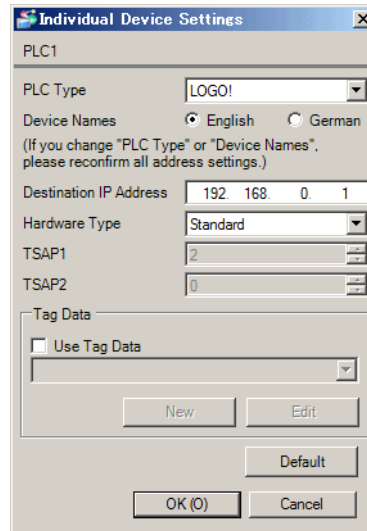 Individual Device Settings
PLC1
PLC Type LOGO!
Device Names English German
(If you change "PLC Type" or "Device Names",
please reconfirm all address settings.)
Destination IP Address 192. 168. 0. 1
Hardware Type Standard
TSAP1 2
TSAP2 0
Tag Data
Use Tag Data
New Edit
Default
OK (O) Cancel